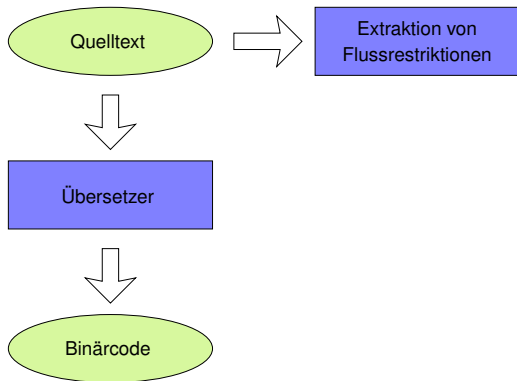 Quelltext
Extraktion von
Flussrestriktionen
Übersetzer
Binärcode